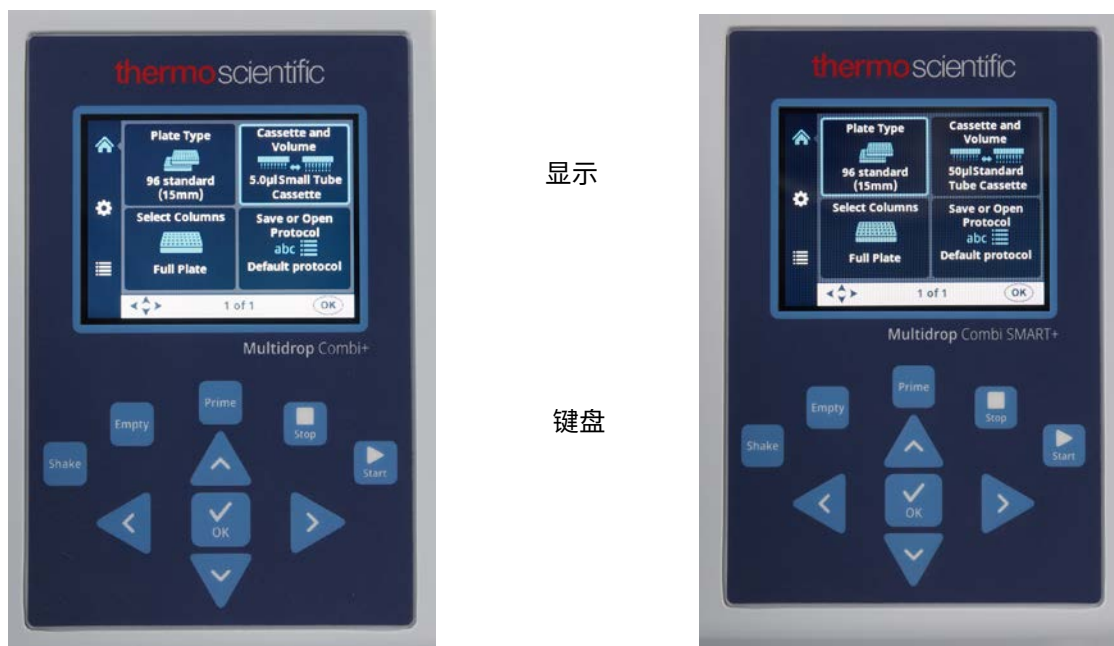 thermo scientific
Plate Type
96 standard
(15mm)
Cassette and
Volume
5.0µl Small Tube
Cassette
Select Columns
Full Plate
Save or Open
Protocol
abc
Default protocol
1 of 1
OK
Multidrop Combi+
Prime
Empty
Stop
Shake
Start
OK
显示
键盘
thermo scientific
Plate Type
96 standard
(15mm)
Cassette and
Volume
50µl Standard
Tube Cassette
Select Columns
Full Plate
Save or Open
Protocol
abc
Default protocol
1 of 1
OK
Multidrop Combi SMART+
Prime
Empty
Stop
Shake
Start
OK